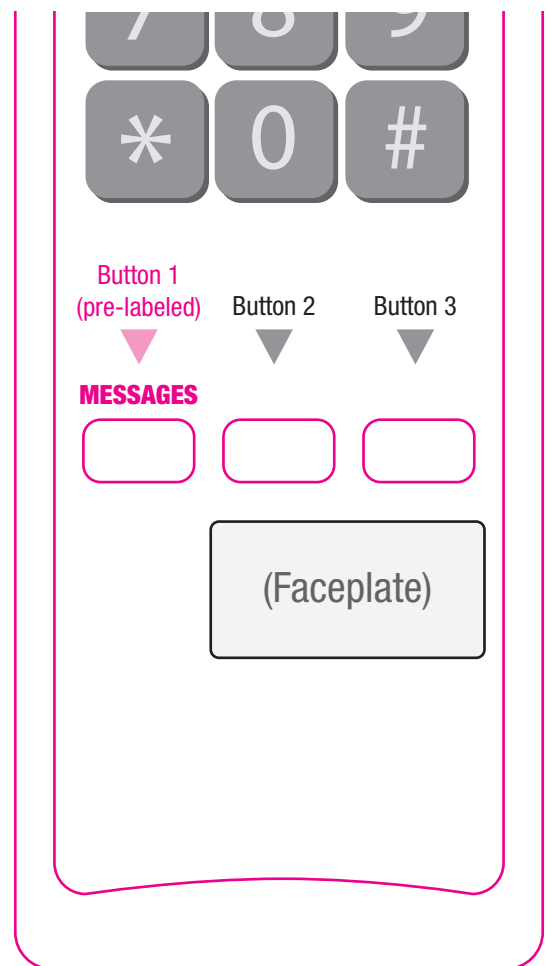 7 8 9
* 0 #
Button 1
(pre-labeled) Button 2 Button 3
MESSAGES
(Faceplate)